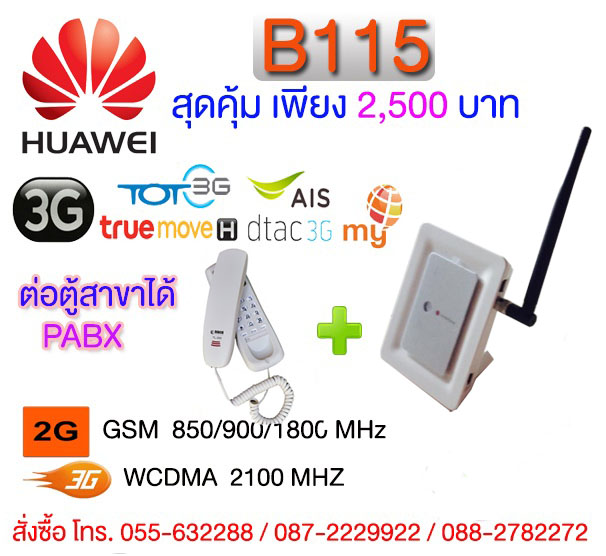 HUAWEI
B115
สุดคุ้ม เพียง 2,500 บาท
3G
TOT3G
AIS
truemove H
dtac 3G
my
ต่อตู้สาขาได้
PABX
2G GSM 850/900/1800 MHz
3G WCDMA 2100 MHZ
สั่งซื้อ โทร. 055-632288 / 087-2229922 / 088-2782272